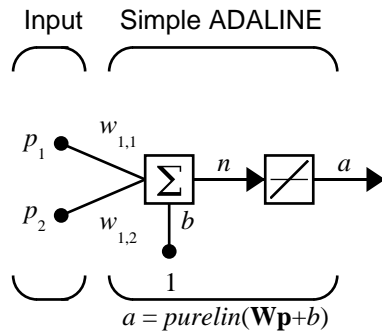 Input Simple ADALINE
p1 w1,1 n a
Σ
p2 w1,2 b
1
a = purelin(Wp+b)